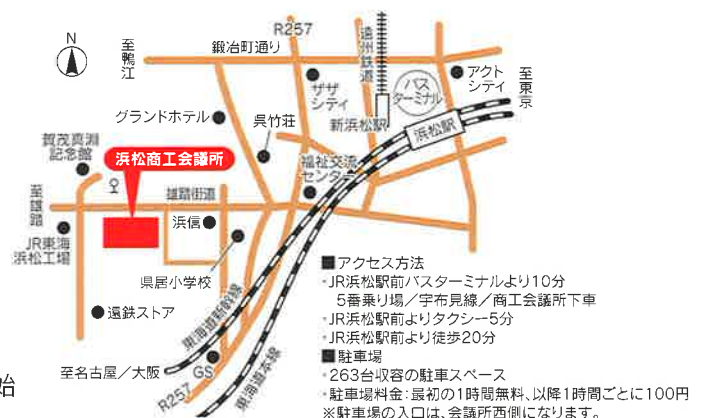 N
至鴨江
鍛冶町通り
R257
遠州鉄道
ザザ
シティ
バス
ターミナル
アクト
シティ
至東京
グランドホテル
呉竹荘
新浜松駅
浜松駅
賀茂真淵
記念館
浜松商工会議所
福祉交流
センター
至雄踏
雄踏街道
浜信
JR東海
浜松工場
県居小学校
遠鉄ストア
東海道新幹線
至名古屋/大阪
GS
R257
東海道本線
■アクセス方法
・JR浜松駅前バスターミナルより10分
5番乗り場/宇布見線/商工会議所下車
・JR浜松駅前よりタクシー5分
・JR浜松駅前より徒歩20分
■駐車場
・263台収容の駐車スペース
・駐車場料金:最初の1時間無料、以降1時間ごとに100円
※駐車場の入口は、会議所西側になります。
始